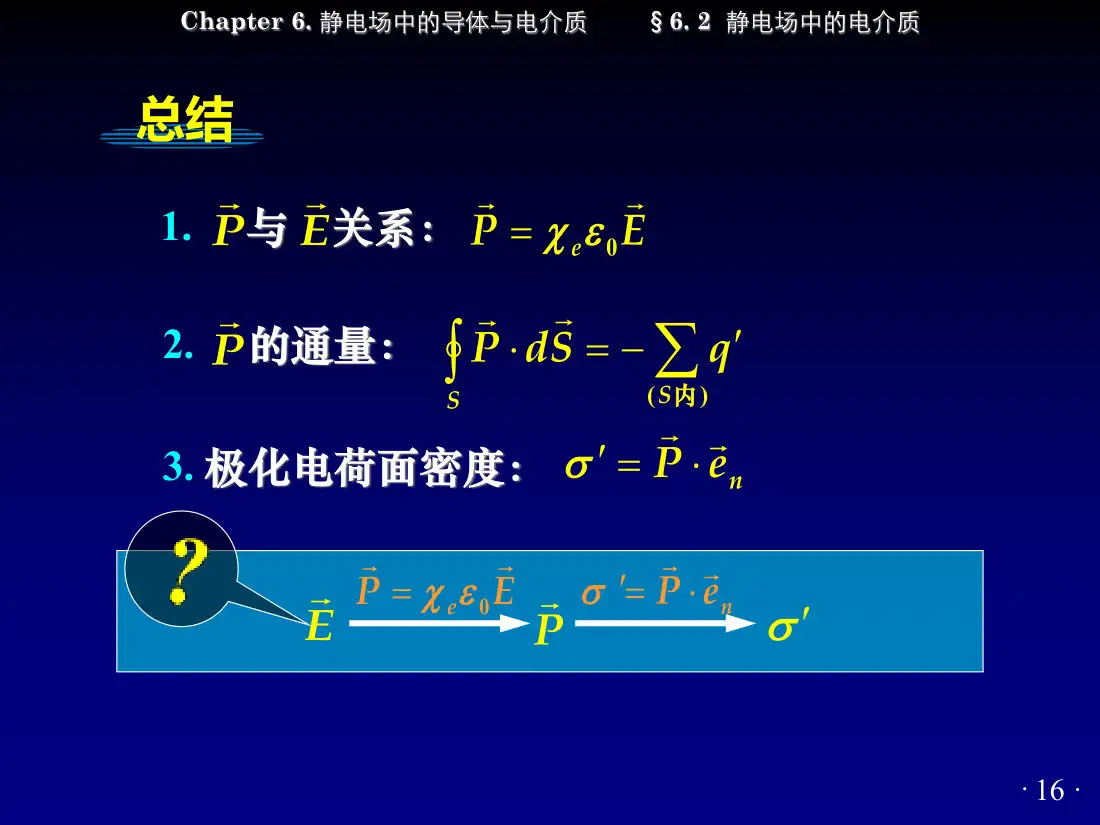 Chapter 6. 静电场中的导体与电介质 §6. 2 静电场中的电介质
总结
1. P⃗与 E⃗关系： P⃗ = χₑε₀E⃗
2. P⃗的通量： ∮_S P⃗ · dS⃗ = − ∑_(S内) q′
3. 极化电荷面密度： σ′ = P⃗ · e⃗ₙ
?
P⃗ = χₑε₀E⃗ σ′= P⃗ · e⃗ₙ
E⃗ P⃗ σ′
· 16 ·